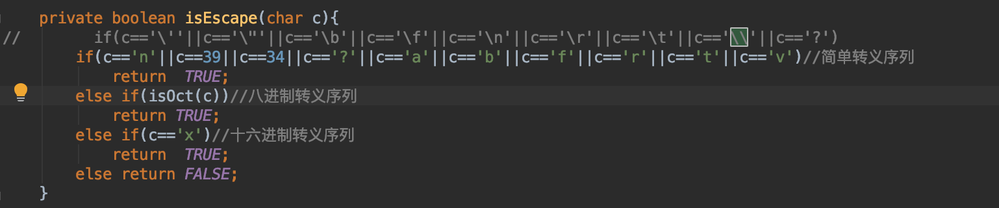 private boolean isEscape(char c){
//        if(c=='\''||c=='\"'||c=='\b'||c=='\f'||c=='\n'||c=='\r'||c=='\t'||c=='\\'||c=='?')
    if(c=='n'||c==39||c==34||c=='?'||c=='a'||c=='b'||c=='f'||c=='r'||c=='t'||c=='v')//简单转义序列
        return  TRUE;
    else if(isOct(c))//八进制转义序列
        return TRUE;
    else if(c=='x')//十六进制转义序列
        return  TRUE;
    else return FALSE;
}